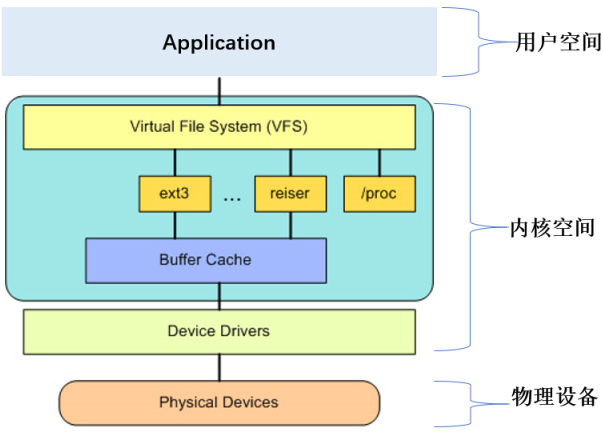 Application
用户空间
Virtual File System (VFS)
ext3
...
reiser
/proc
内核空间
Buffer Cache
Device Drivers
Physical Devices
物理设备